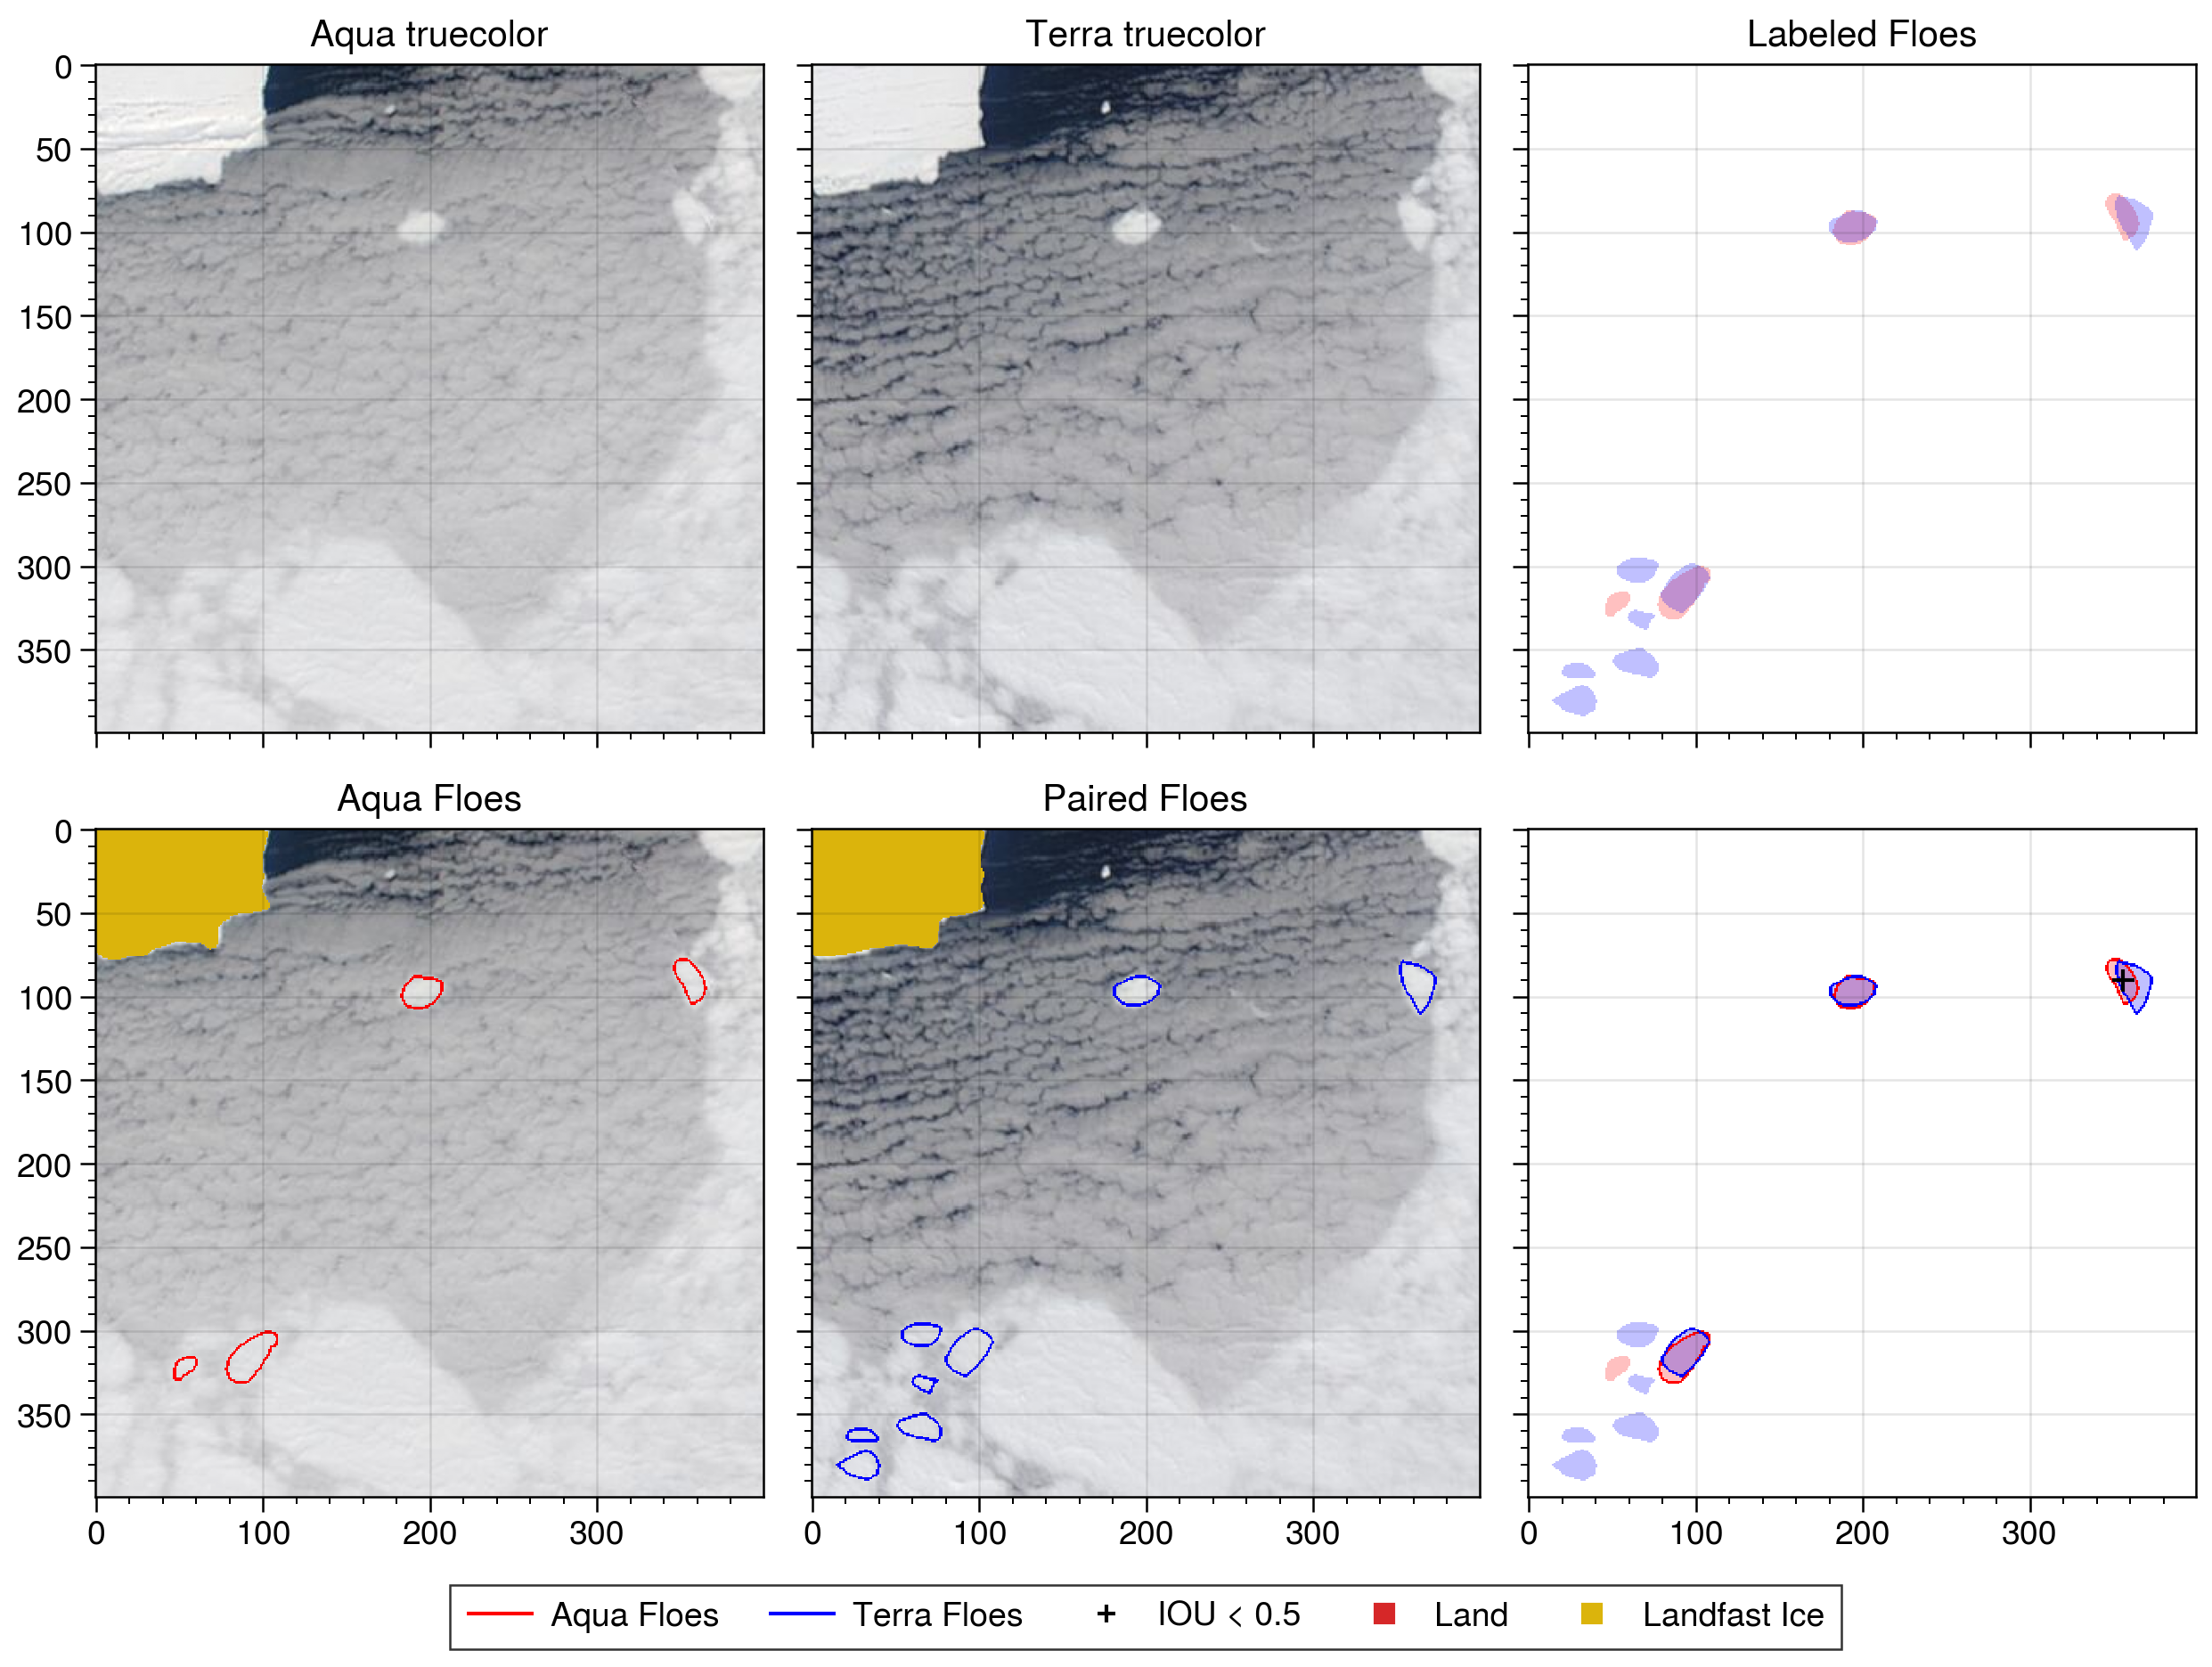 Aqua truecolor
Terra truecolor
Labeled Floes
0
50
100
150
200
250
300
350
Aqua Floes
Paired Floes
0
50
100
150
200
250
300
350
0 100 200 300
0 100 200 300
0 100 200 300
Aqua Floes Terra Floes IOU < 0.5 Land Landfast Ice